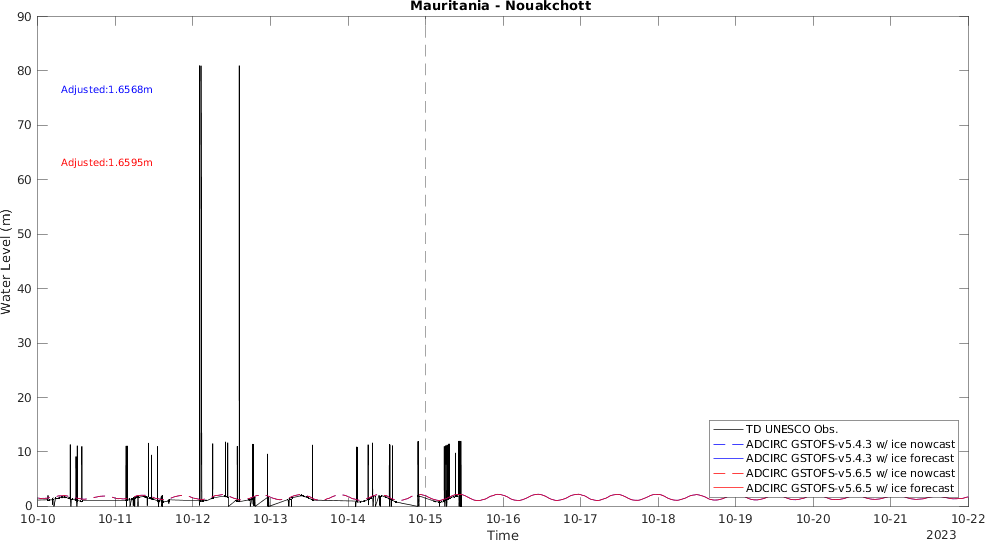 Mauritania - Nouakchott
90
80
70
60
50
40
30
20
10
0
Water Level (m)
Adjusted:1.6568m
Adjusted:1.6595m
TD UNESCO Obs.
ADCIRC GSTOFS-v5.4.3 w/ ice nowcast
ADCIRC GSTOFS-v5.4.3 w/ ice forecast
ADCIRC GSTOFS-v5.6.5 w/ ice nowcast
ADCIRC GSTOFS-v5.6.5 w/ ice forecast
10-10 10-11 10-12 10-13 10-14 10-15 10-16 10-17 10-18 10-19 10-20 10-21 10-22
Time
2023